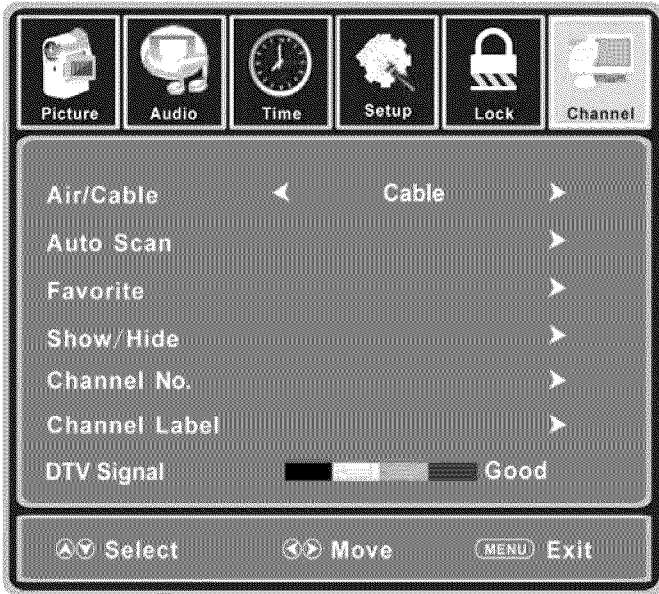 Picture Audio Time Setup Lock Channel
Air/Cable Cable
Auto Scan
Favorite
Show/Hide
Channel No.
Channel Label
DTV Signal Good
Select Move MENU Exit